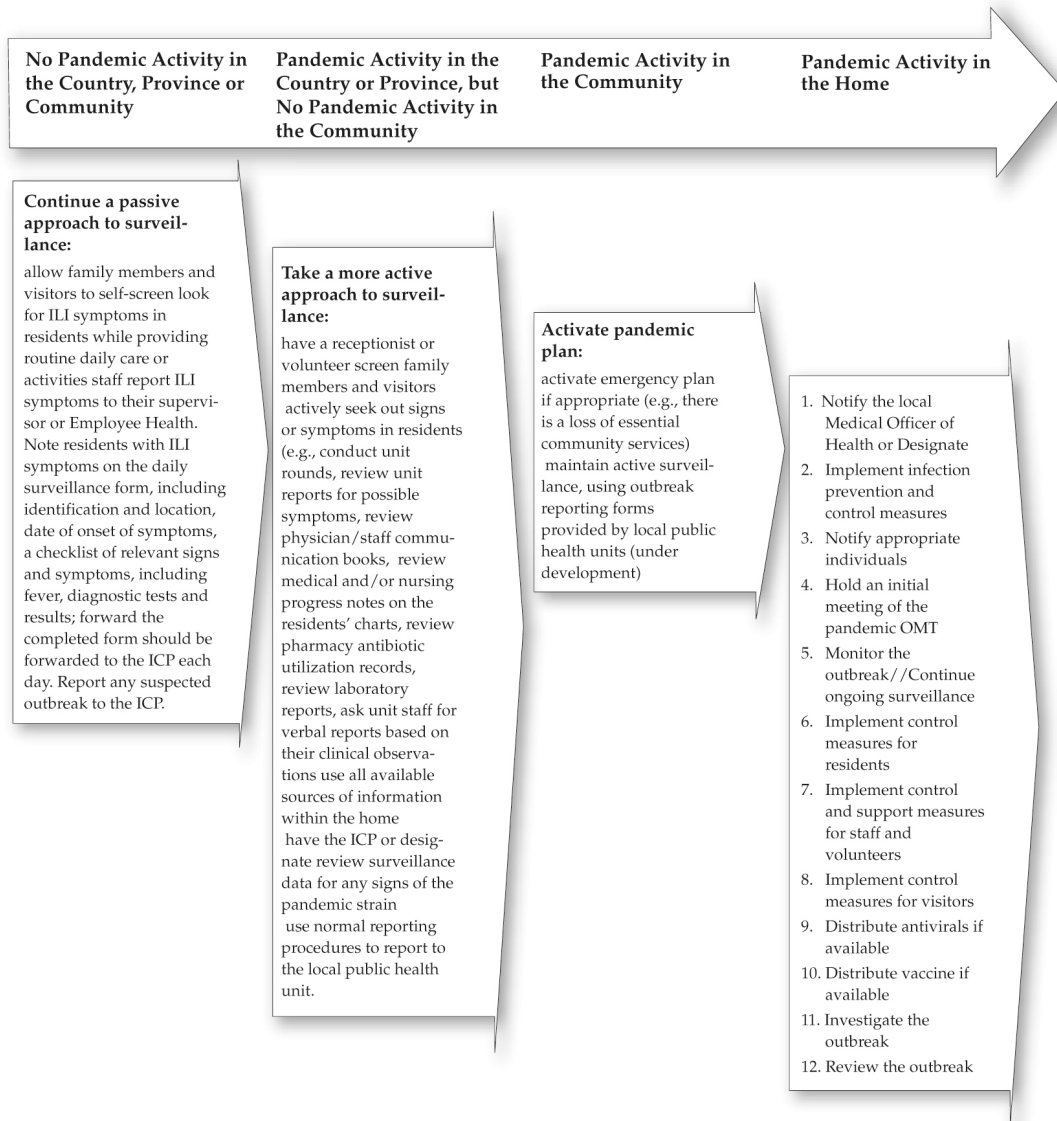 No Pandemic Activity in
the Country, Province or
Community
Pandemic Activity in the
Country or Province, but
No Pandemic Activity in
the Community
Pandemic Activity in
the Community
Pandemic Activity in
the Home
Continue a passive
approach to surveil-
lance:
allow family members and
visitors to self-screen look
for ILI symptoms in
residents while providing
routine daily care or
activities staff report ILI
symptoms to their supervi-
sor or Employee Health.
Note residents with ILI
symptoms on the daily
surveillance form, including
identification and location,
date of onset of symptoms,
a checklist of relevant signs
and symptoms, including
fever, diagnostic tests and
results; forward the
completed form should be
forwarded to the ICP each
day. Report any suspected
outbreak to the ICP.
Take a more active
approach to surveil-
lance:
have a receptionist or
volunteer screen family
members and visitors
actively seek out signs
or symptoms in residents
(e.g., conduct unit
rounds, review unit
reports for possible
symptoms, review
physician/staff commu-
nication books, review
medical and/or nursing
progress notes on the
residents' charts, review
pharmacy antibiotic
utilization records,
review laboratory
reports, ask unit staff for
verbal reports based on
their clinical observa-
tions use all available
sources of information
within the home
have the ICP or desig-
nate review surveillance
data for any signs of the
pandemic strain
use normal reporting
procedures to report to
the local public health
unit.
Activate pandemic
plan:
activate emergency plan
if appropriate (e.g., there
is a loss of essential
community services)
maintain active surveil-
lance, using outbreak
reporting forms
provided by local public
health units (under
development)
1. Notify the local
Medical Officer of
Health or Designate
2. Implement infection
prevention and
control measures
3. Notify appropriate
individuals
4. Hold an initial
meeting of the
pandemic OMT
5. Monitor the
outbreak//Continue
ongoing surveillance
6. Implement control
measures for
residents
7. Implement control
and support measures
for staff and
volunteers
8. Implement control
measures for visitors
9. Distribute antivirals if
available
10. Distribute vaccine if
available
11. Investigate the
outbreak
12. Review the outbreak